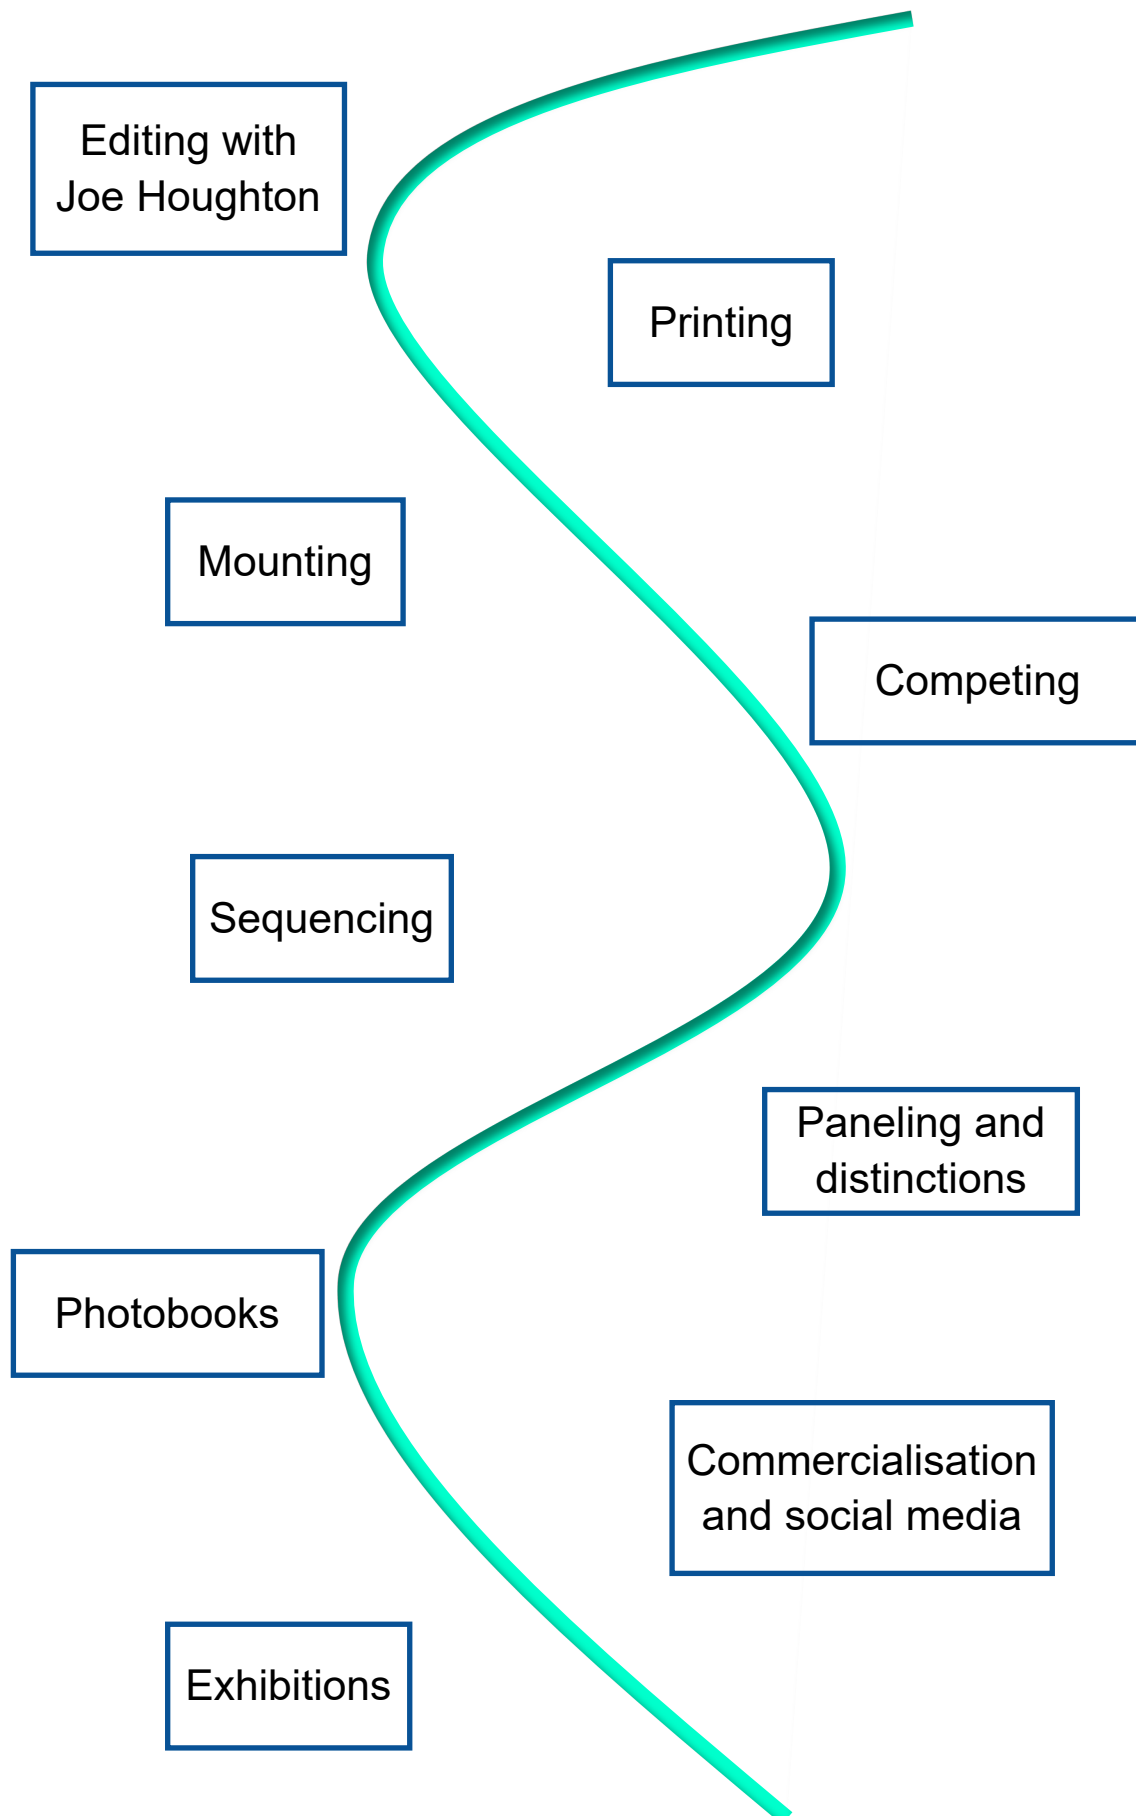 Editing with
Joe Houghton
Printing
Mounting
Competing
Sequencing
Paneling and
distinctions
Photobooks
Commercialisation
and social media
Exhibitions